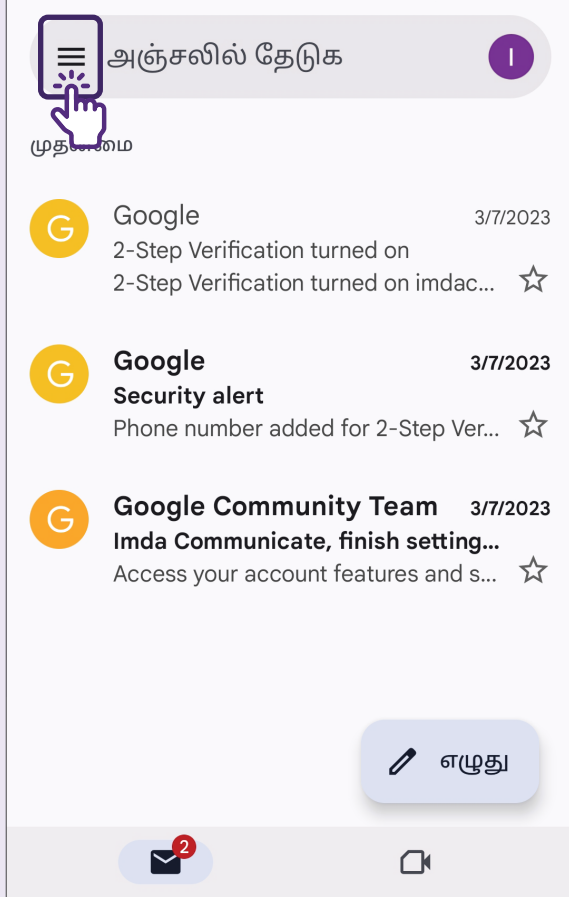 அஞ்சலில் தேடுக
I
முதன்மை
G
Google
3/7/2023
2-Step Verification turned on
2-Step Verification turned on imdac...
G
Google
3/7/2023
Security alert
Phone number added for 2-Step Ver...
G
Google Community Team
3/7/2023
Imda Communicate, finish setting...
Access your account features and s...
எழுது
2